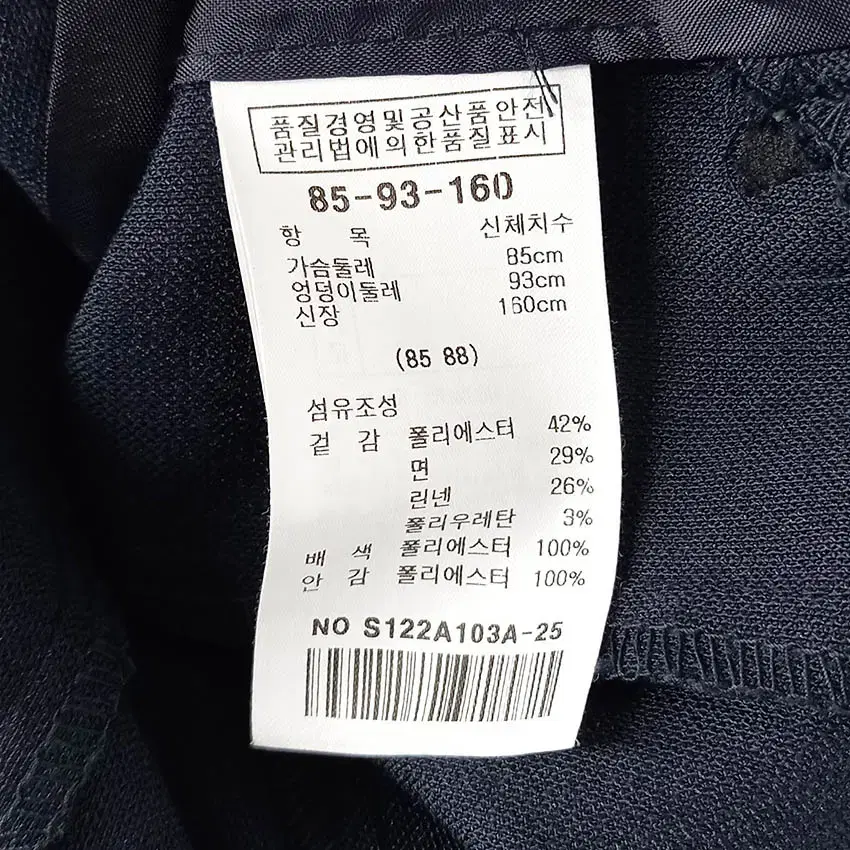 품질경영및공산품안전
관리법에의한품질표시
85-93-160
항 목 신체치수
가슴둘레 85cm
엉덩이둘레 93cm
신장 160cm
(85 88)
섬유조성
겉 감 폴리에스터 42%
면 29%
린넨 26%
폴리우레탄 3%
배 색 폴리에스터 100%
안 감 폴리에스터 100%
NO S122A103A-25